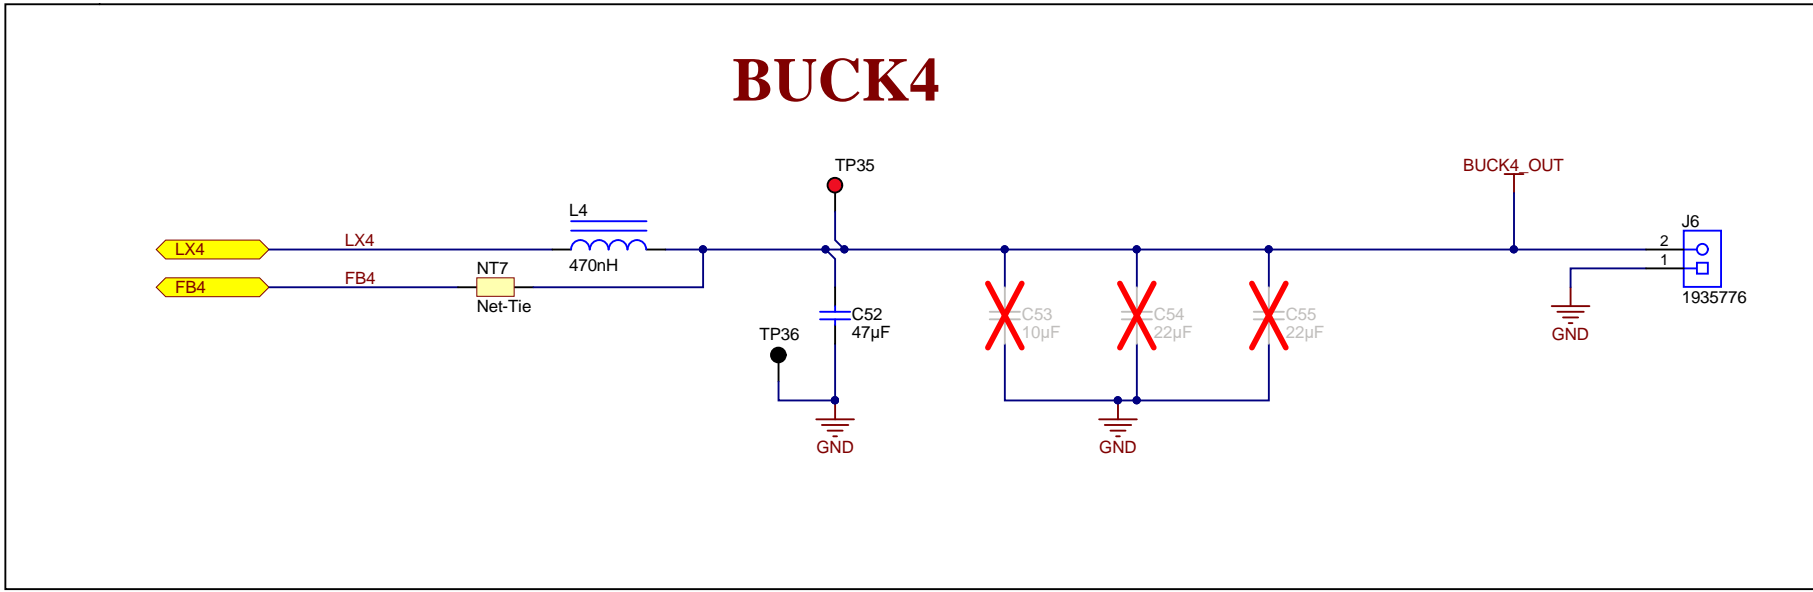 BUCK4
TP35
BUCK4_OUT
L4
J6
LX4
LX4
2
470nH
1
NT7
FB4
FB4
Net-Tie
1935776
C52
47µF
C53
10µF
C54
22µF
C55
22µF
TP36
GND
GND
GND